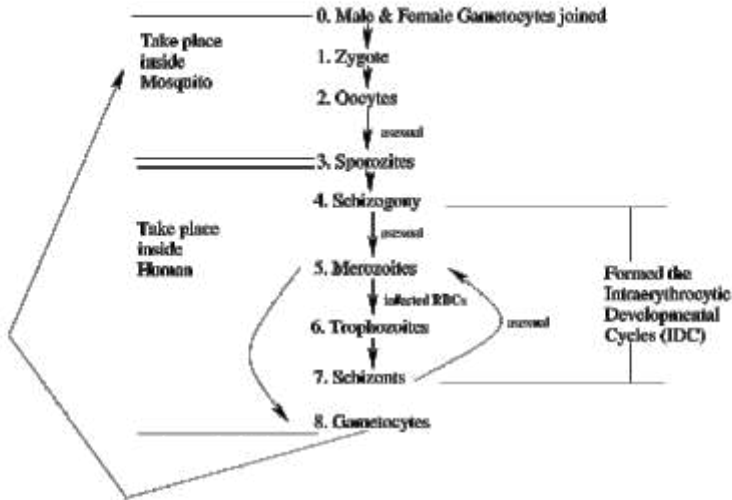 0. Male & Female Gametocytes joined
Take place
inside
Mosquito
1. Zygote
2. Oocytes
asexual
3. Sporozites
4. Schizogony
asexual
Take place
inside
Human
5. Merozoites
infected RBCs
6. Trophozoites
asexual
7. Schizonts
8. Gametocytes
Formed the
Intraerythrocytic
Developmental
Cycles (IDC)